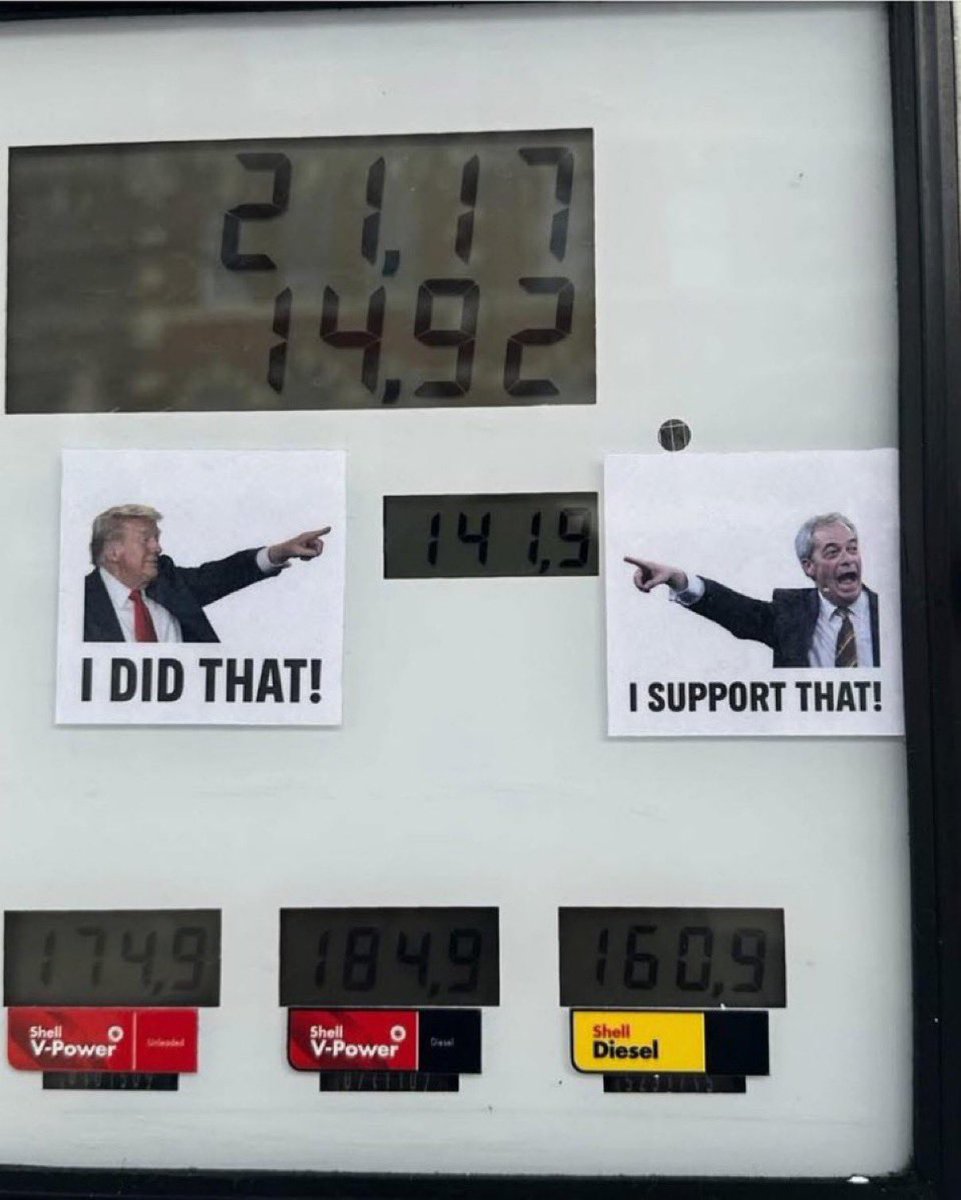 21,17
14,92
141,9
I DID THAT!
I SUPPORT THAT!
174,9
184,9
160,9
Shell
V-Power
Unleaded
Shell
V-Power
Diesel
Shell
Diesel